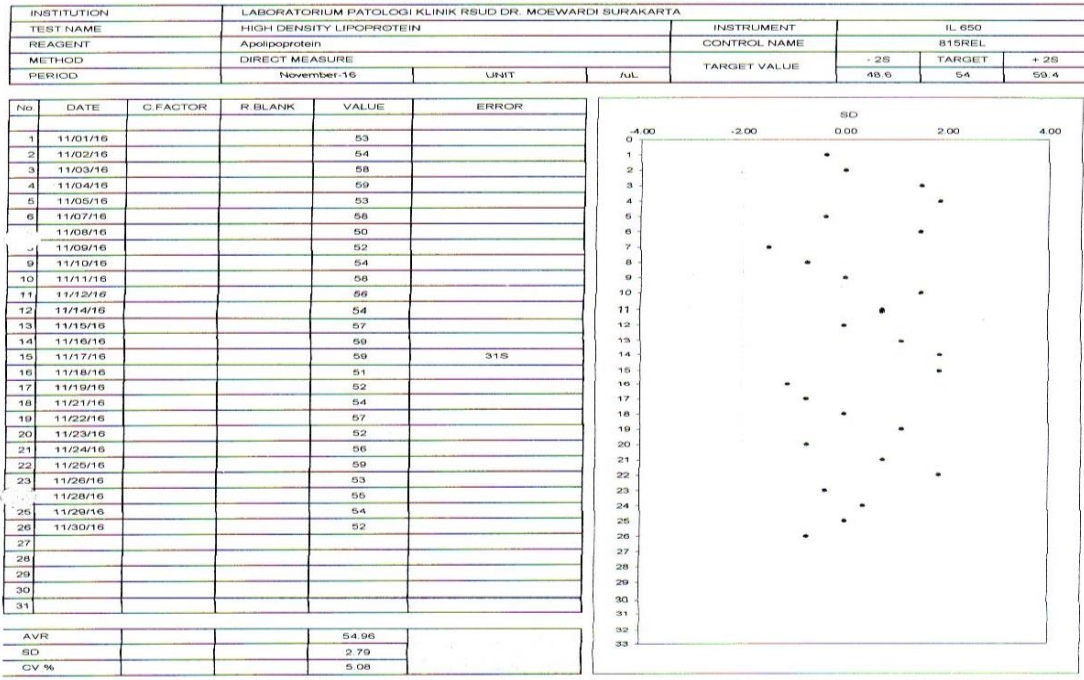 INSTITUTION LABORATORIUM PATOLOGI KLINIK RSUD DR. MOEWARDI SURAKARTA
TEST NAME HIGH DENSITY LIPOPROTEIN INSTRUMENT IL 650
REAGENT Apolipoprotein CONTROL NAME 815REL
METHOD DIRECT MEASURE TARGET VALUE - 2S TARGET + 2S
PERIOD November-16 UNIT /uL 48.6 54 59.4
No. DATE C.FACTOR R.BLANK VALUE ERROR
1 11/01/16 53
2 11/02/16 54
3 11/03/16 58
4 11/04/16 59
5 11/05/16 53
6 11/07/16 58
11/08/16 50
11/09/16 52
9 11/10/16 54
10 11/11/16 58
11 11/12/16 56
12 11/14/16 54
13 11/15/16 57
14 11/16/16 59
15 11/17/16 59 31S
16 11/18/16 51
17 11/19/16 52
18 11/21/16 54
19 11/22/16 57
20 11/23/16 52
21 11/24/16 56
22 11/25/16 59
23 11/26/16 53
11/28/16 55
25 11/29/16 54
26 11/30/16 52
27
28
29
30
31
AVR 54.96
SD 2.79
CV % 5.08
SD
-4.00 -2.00 0.00 2.00 4.00
0
1
2
3
4
5
6
7
8
9
10
11
12
13
14
15
16
17
18
19
20
21
22
23
24
25
26
27
28
29
30
31
32
33